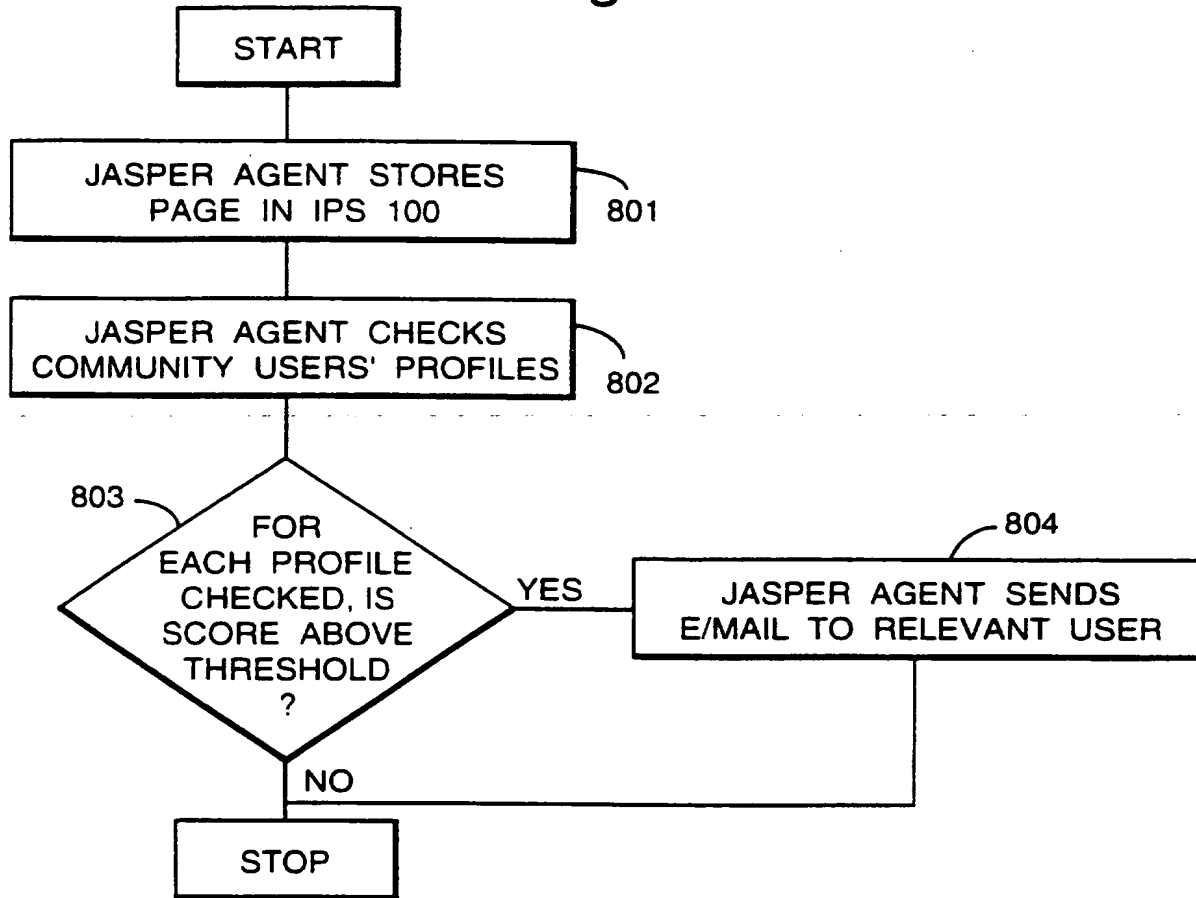 START
JASPER AGENT STORES
PAGE IN IPS 100
801
JASPER AGENT CHECKS
COMMUNITY USERS' PROFILES
802
803
FOR
EACH PROFILE
CHECKED, IS
SCORE ABOVE
THRESHOLD
?
YES
804
JASPER AGENT SENDS
E/MAIL TO RELEVANT USER
NO
STOP